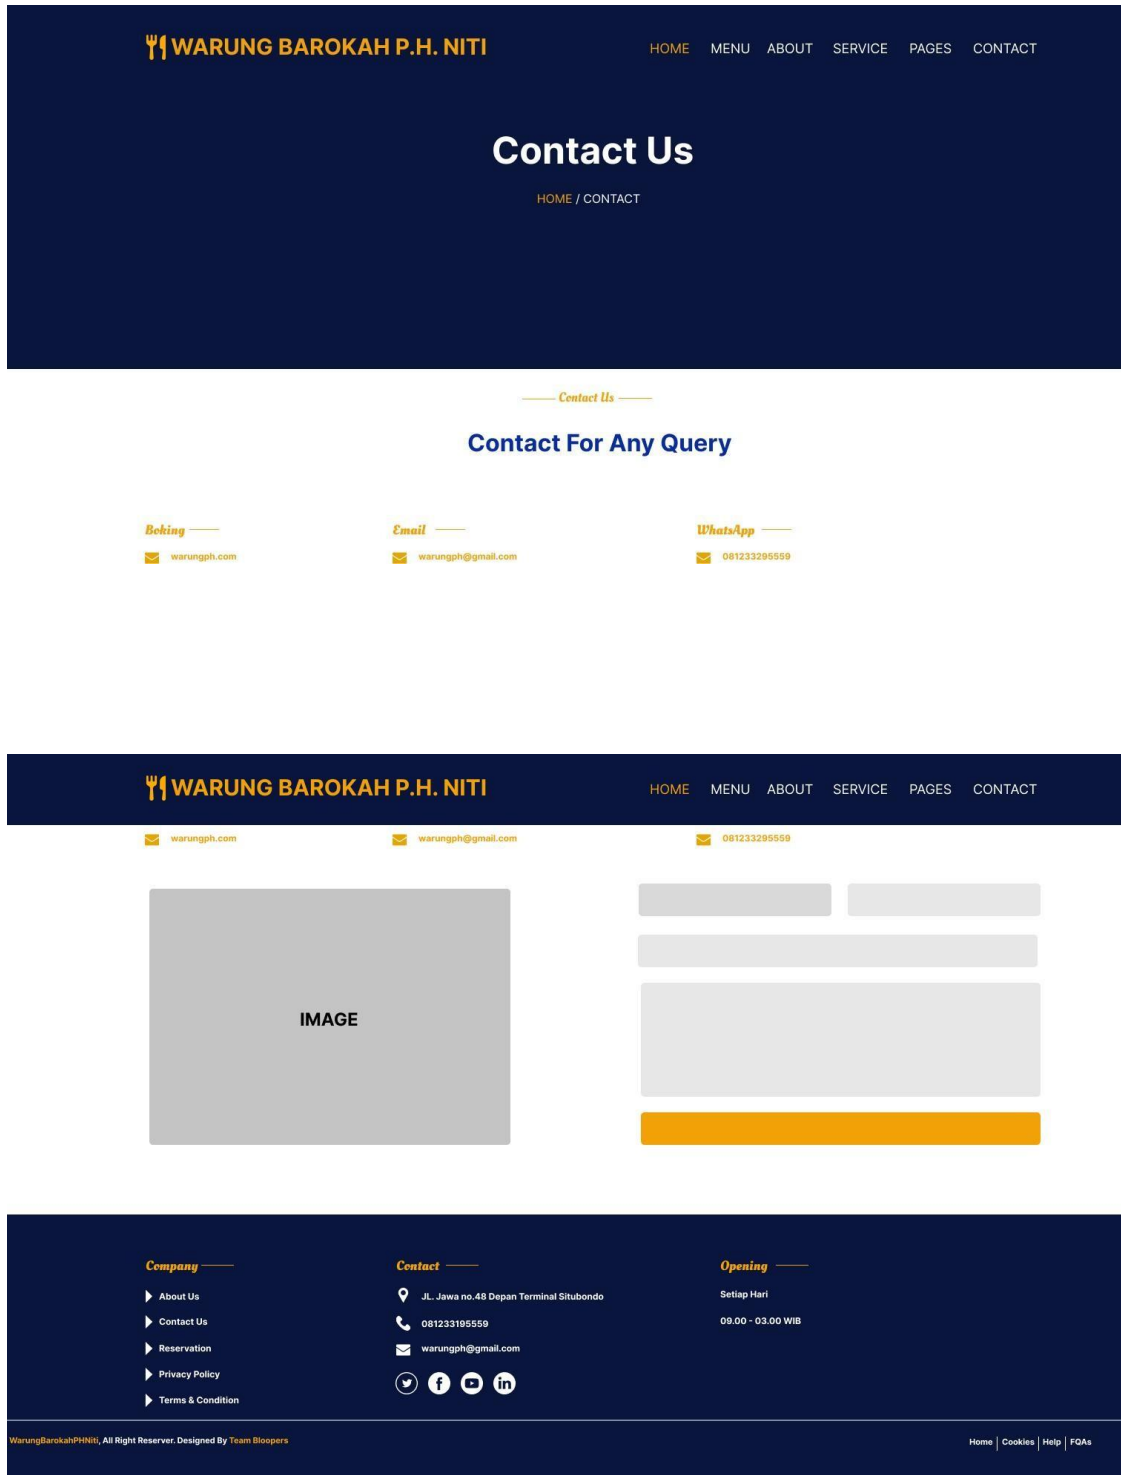 WARUNG BAROKAH P.H. NITI
HOME MENU ABOUT SERVICE PAGES CONTACT
Contact Us
HOME / CONTACT
Contact Us
Contact For Any Query
Boking Email WhatsApp
warungph.com warungph@gmail.com 081233295559
WARUNG BAROKAH P.H. NITI
HOME MENU ABOUT SERVICE PAGES CONTACT
warungph.com warungph@gmail.com 081233295559
IMAGE
Company
About Us
Contact Us
Reservation
Privacy Policy
Terms & Condition
Contact
JL. Jawa no.48 Depan Terminal Situbondo
081233195559
warungph@gmail.com
Opening
Setiap Hari
09.00 - 03.00 WIB
WarungBarokahPHNiti, All Right Reserver. Designed By Team Bloopers
Home | Cookies | Help | FQAs